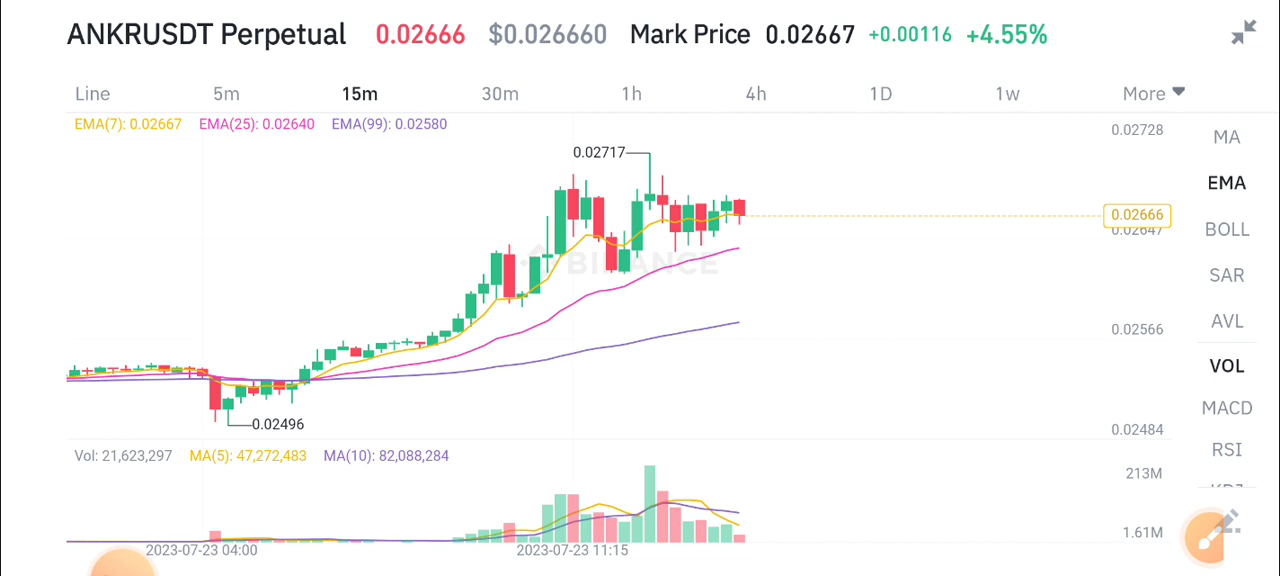 ANKRUSDT Perpetual 0.02666 $0.026660 Mark Price 0.02667 +0.00116 +4.55%
Line 5m 15m 30m 1h 4h 1D 1w More
EMA(7): 0.02667 EMA(25): 0.02640 EMA(99): 0.02580
0.02728
MA
0.02717
EMA
0.02666
0.02647
BOLL
BINANCE
SAR
AVL
0.02566
VOL
MACD
0.02496
0.02484
RSI
Vol: 21,623,297 MA(5): 47,272,483 MA(10): 82,088,284
213M
KDJ
1.61M
2023-07-23 04:00 2023-07-23 11:15